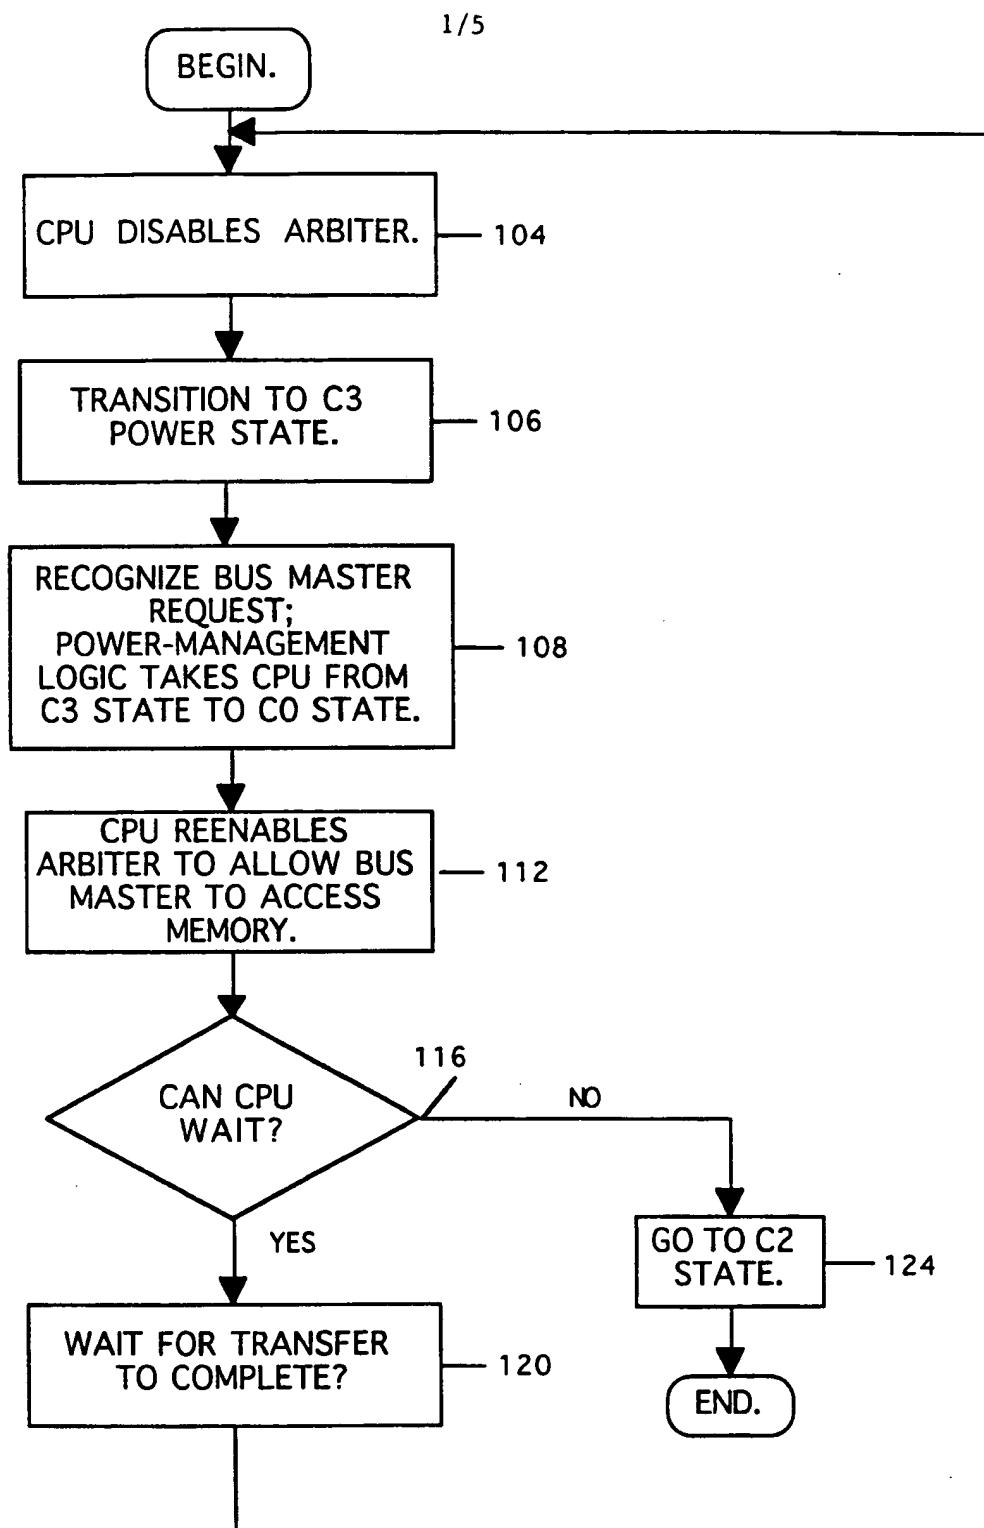 1/5
BEGIN.
CPU DISABLES ARBITER.
104
TRANSITION TO C3
POWER STATE.
106
RECOGNIZE BUS MASTER
REQUEST;
POWER-MANAGEMENT
LOGIC TAKES CPU FROM
C3 STATE TO C0 STATE.
108
CPU REENABLES
ARBITER TO ALLOW BUS
MASTER TO ACCESS
MEMORY.
112
CAN CPU
WAIT?
116
NO
YES
GO TO C2
STATE.
124
WAIT FOR TRANSFER
TO COMPLETE?
120
END.